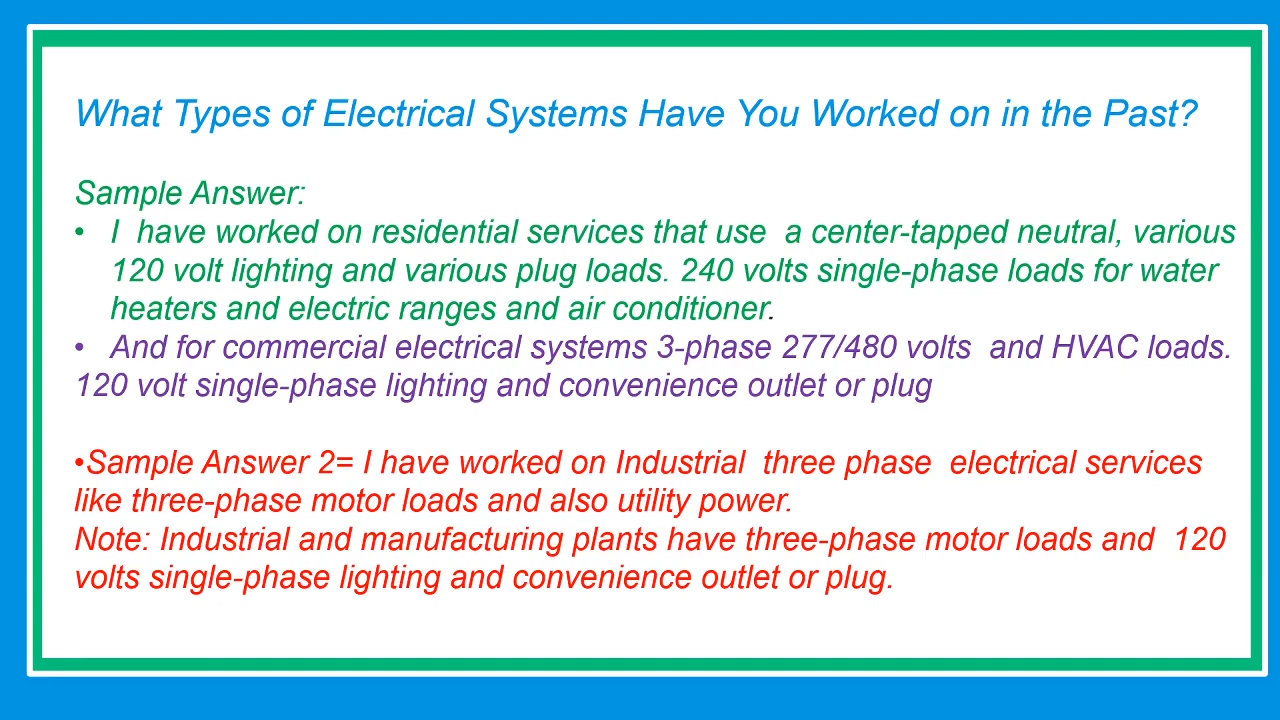 What Types of Electrical Systems Have You Worked on in the Past?
Sample Answer:
• I  have worked on residential services that use  a center-tapped neutral, various
120 volt lighting and various plug loads. 240 volts single-phase loads for water
heaters and electric ranges and air conditioner.
• And for commercial electrical systems 3-phase 277/480 volts  and HVAC loads.
120 volt single-phase lighting and convenience outlet or plug
•Sample Answer 2= I have worked on Industrial  three phase  electrical services
like three-phase motor loads and also utility power.
Note: Industrial and manufacturing plants have three-phase motor loads and  120
volts single-phase lighting and convenience outlet or plug.